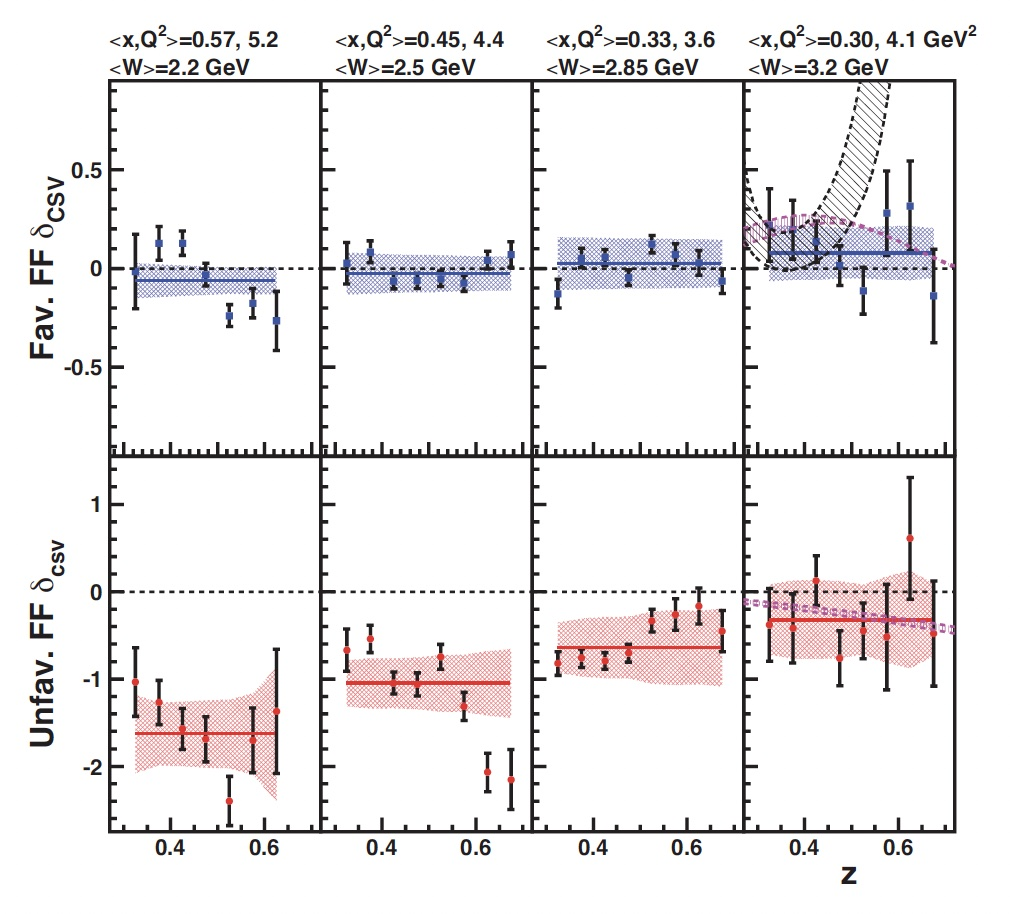 <x,Q²>=0.57, 5.2
<W>=2.2 GeV
<x,Q²>=0.45, 4.4
<W>=2.5 GeV
<x,Q²>=0.33, 3.6
<W>=2.85 GeV
<x,Q²>=0.30, 4.1 GeV²
<W>=3.2 GeV
Fav. FF δCSV
0.5
0
-0.5
Unfav. FF δcsv
1
0
-1
-2
0.4 0.6 0.4 0.6 0.4 0.6 0.4 0.6
z